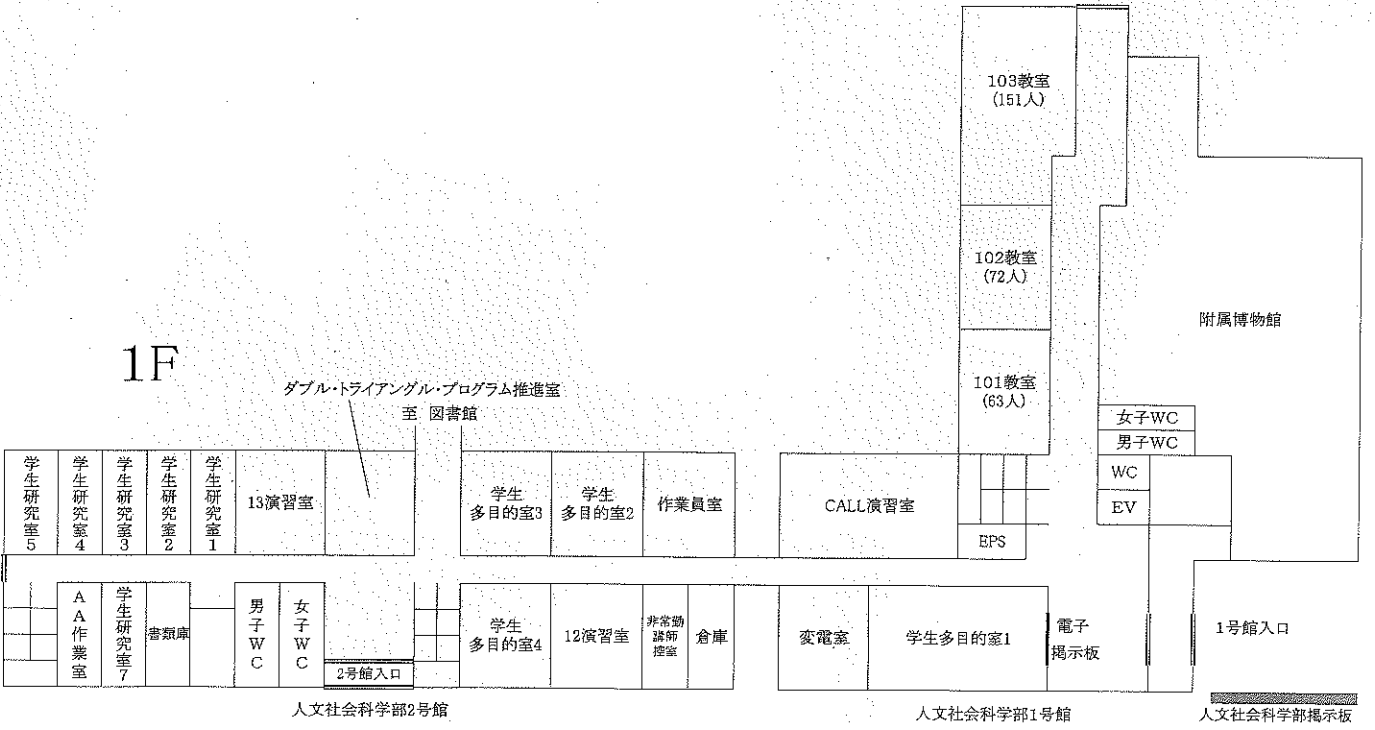 103教室
(151人)
102教室
(72人)
附属博物館
1F
ダブル・トライアングル・プログラム推進室
至 図書館
101教室
(63人)
女子WC
男子WC
学生研究室5
学生研究室4
学生研究室3
学生研究室2
学生研究室1
13演習室
学生
多目的室3
学生
多目的室2
作業員室
CALL演習室
WC
EV
EPS
AA作業室
学生研究室7
書類庫
男子WC
女子WC
2号館入口
学生
多目的室4
12演習室
非常勤
講師
控室
倉庫
変電室
学生多目的室1
電子
掲示板
1号館入口
人文社会科学部2号館
人文社会科学部1号館
人文社会科学部掲示板